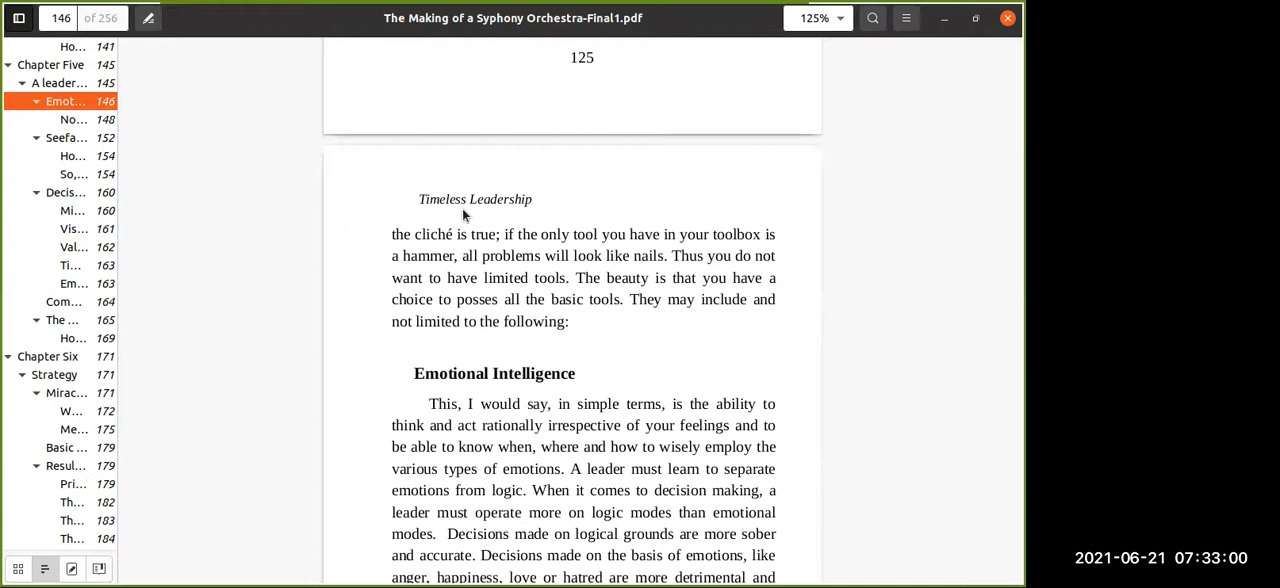 146 of 256
The Making of a Syphony Orchestra-Final1.pdf
125%
Ho... 141
Chapter Five 145
A leader... 145
Emot... 146
No... 148
Seefa... 152
Ho... 154
So,... 154
Decis... 160
Mi... 160
Vis... 161
Val... 162
Ti... 163
Em... 163
Com... 164
The ... 165
Ho... 169
Chapter Six 171
Strategy 171
Mirac... 171
W... 172
Me... 175
Basic ... 179
Resul... 179
Pri... 179
Th... 182
Th... 183
Th... 184
125
Timeless Leadership
the cliché is true; if the only tool you have in your toolbox is
a hammer, all problems will look like nails. Thus you do not
want to have limited tools. The beauty is that you have a
choice to posses all the basic tools. They may include and
not limited to the following:
Emotional Intelligence
This, I would say, in simple terms, is the ability to
think and act rationally irrespective of your feelings and to
be able to know when, where and how to wisely employ the
various types of emotions. A leader must learn to separate
emotions from logic. When it comes to decision making, a
leader must operate more on logic modes than emotional
modes. Decisions made on logical grounds are more sober
and accurate. Decisions made on the basis of emotions, like
anger, happiness, love or hatred are more detrimental and
2021-06-21 07:33:00